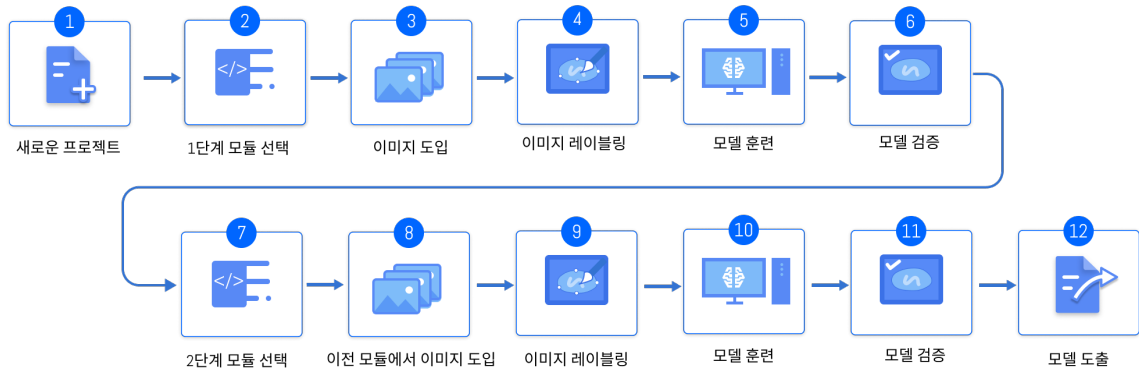 1
새로운 프로젝트
2
</>
1단계 모듈 선택
3
이미지 도입
4
이미지 레이블링
5
모델 훈련
6
모델 검증
7
</>
2단계 모듈 선택
8
이전 모듈에서 이미지 도입
9
이미지 레이블링
10
모델 훈련
11
모델 검증
12
모델 도출